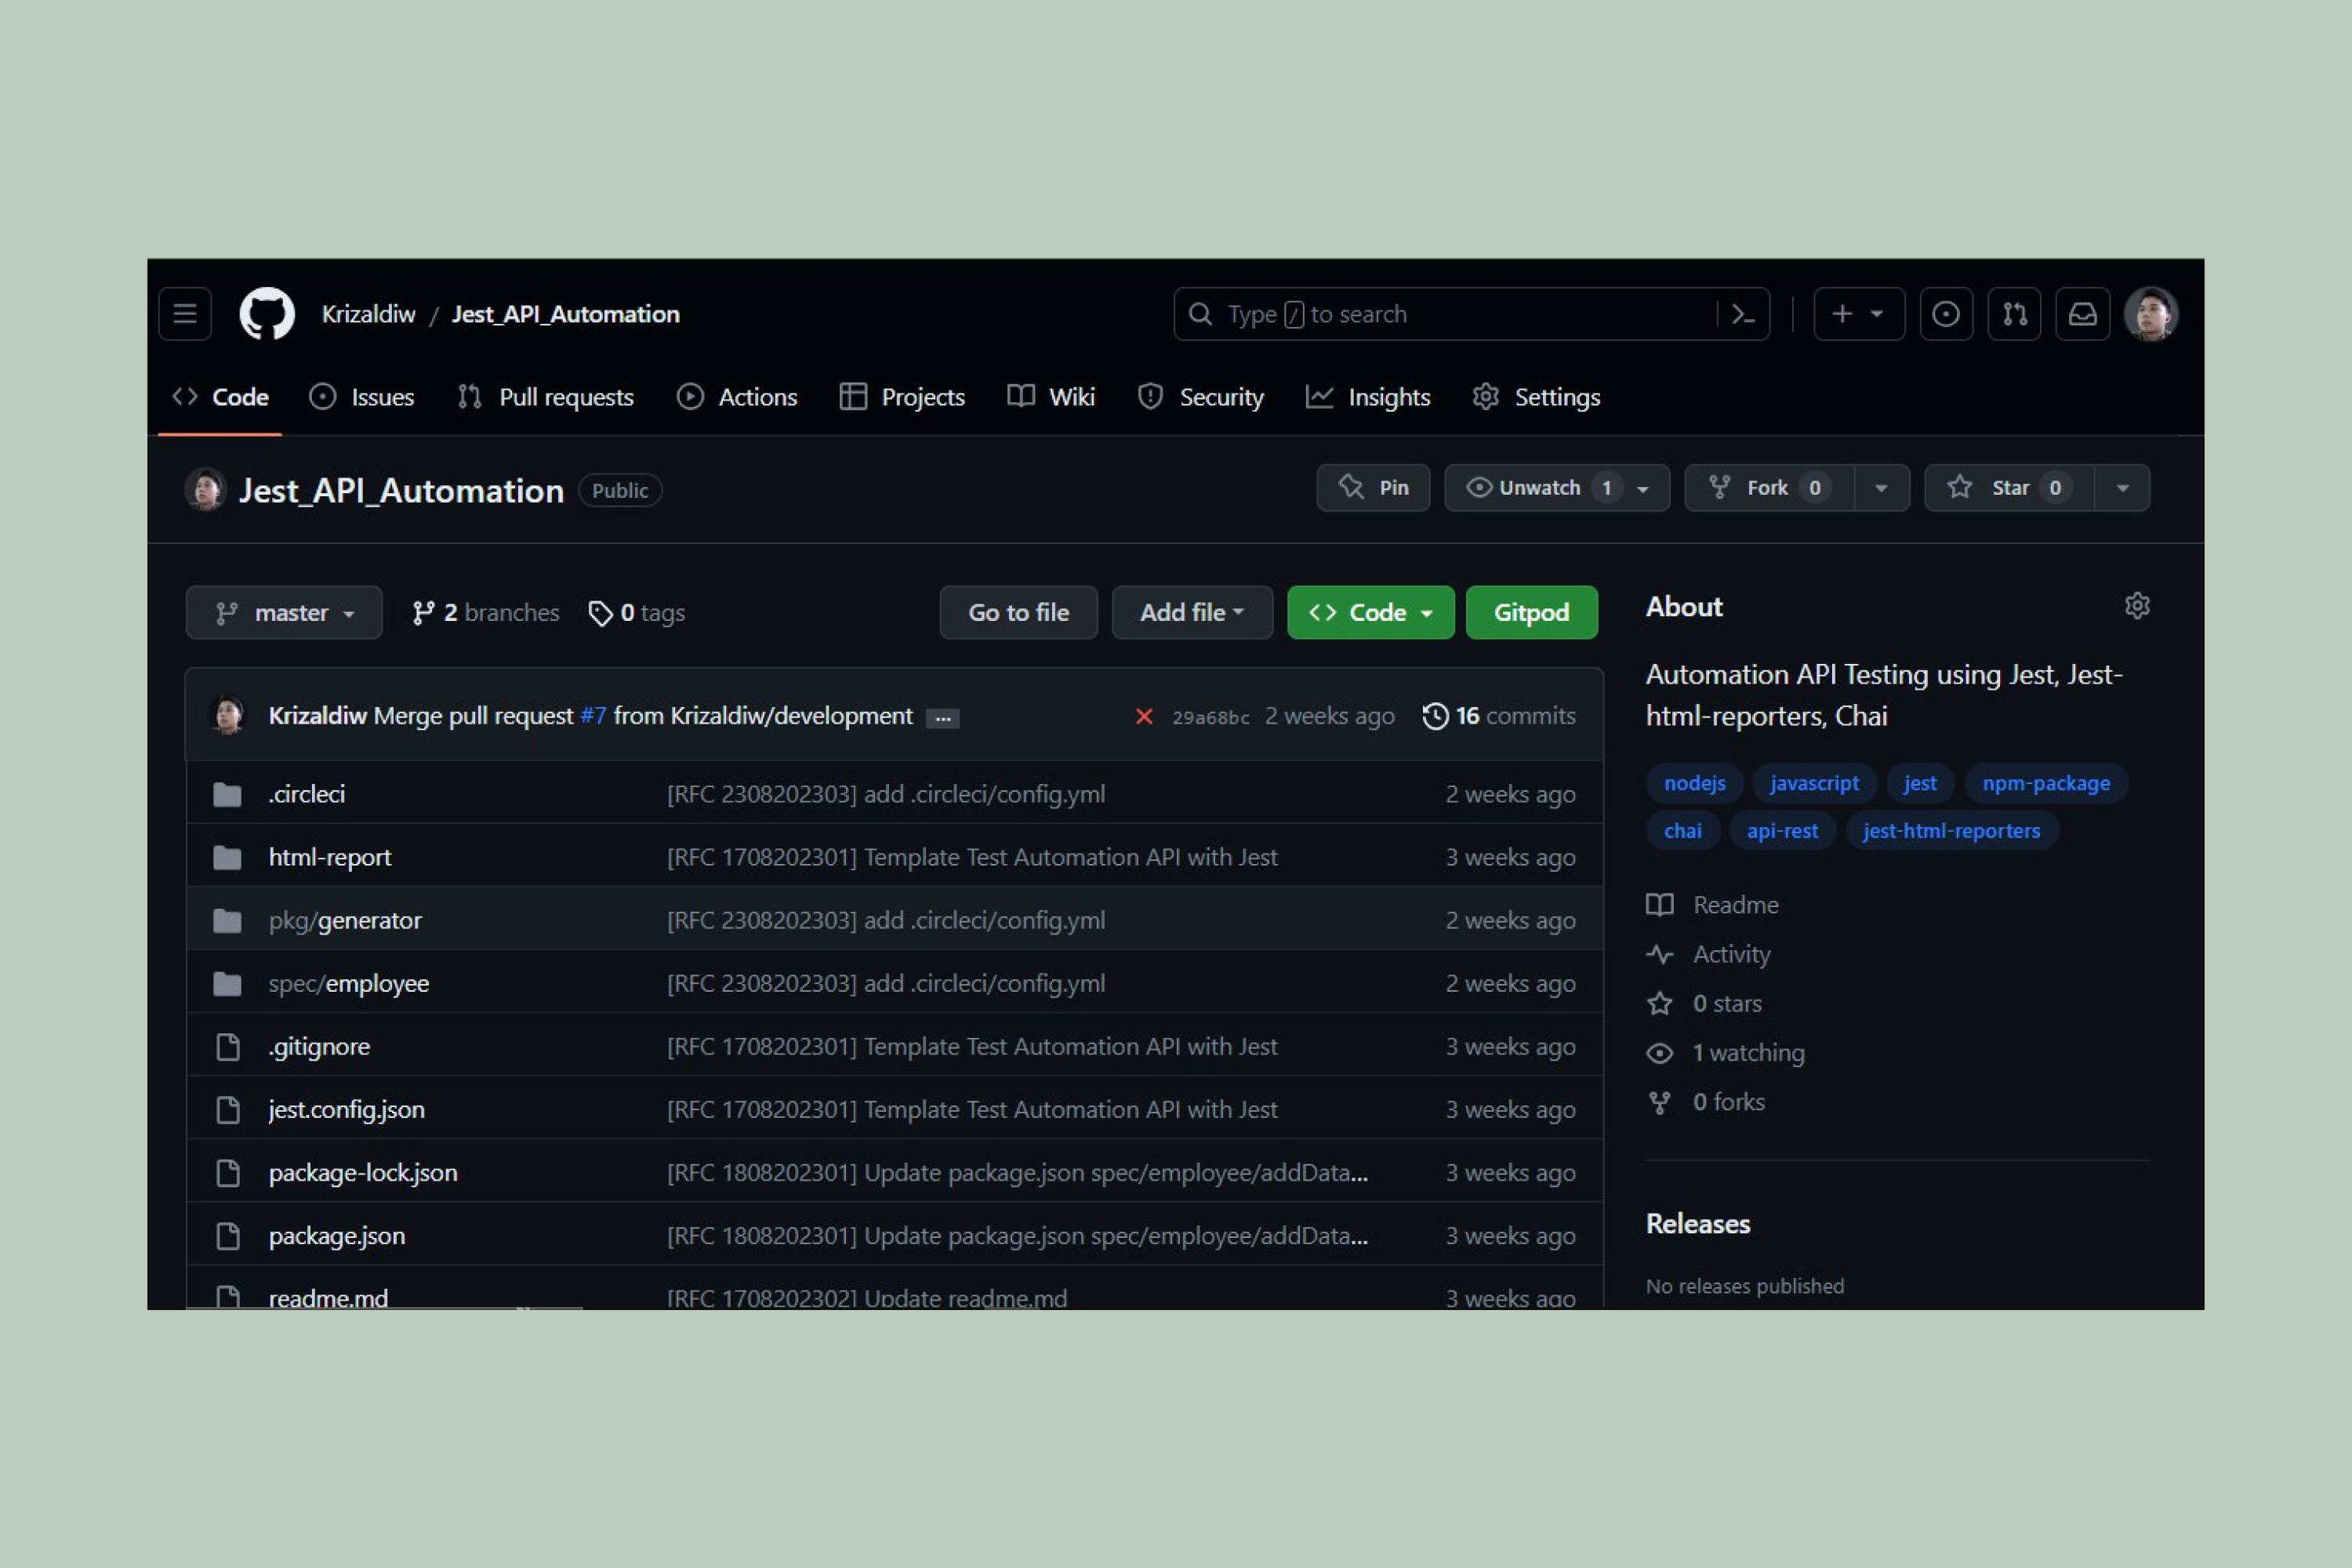 Krizaldiw / Jest_API_Automation
Type / to search
Code Issues Pull requests Actions Projects Wiki Security Insights Settings
Jest_API_Automation Public
Pin Unwatch 1 Fork 0 Star 0
master 2 branches 0 tags Go to file Add file Code Gitpod
Krizaldiw Merge pull request #7 from Krizaldiw/development ... 29a68bc 2 weeks ago 16 commits
.circleci [RFC 2308202303] add .circleci/config.yml 2 weeks ago
html-report [RFC 1708202301] Template Test Automation API with Jest 3 weeks ago
pkg/generator [RFC 2308202303] add .circleci/config.yml 2 weeks ago
spec/employee [RFC 2308202303] add .circleci/config.yml 2 weeks ago
.gitignore [RFC 1708202301] Template Test Automation API with Jest 3 weeks ago
jest.config.json [RFC 1708202301] Template Test Automation API with Jest 3 weeks ago
package-lock.json [RFC 1808202301] Update package.json spec/employee/addData... 3 weeks ago
package.json [RFC 1808202301] Update package.json spec/employee/addData... 3 weeks ago
readme.md [RFC 1708202302] Update readme.md 3 weeks ago
About
Automation API Testing using Jest, Jest-
html-reporters, Chai
nodejs javascript jest npm-package
chai api-rest jest-html-reporters
Readme
Activity
0 stars
1 watching
0 forks
Releases
No releases published